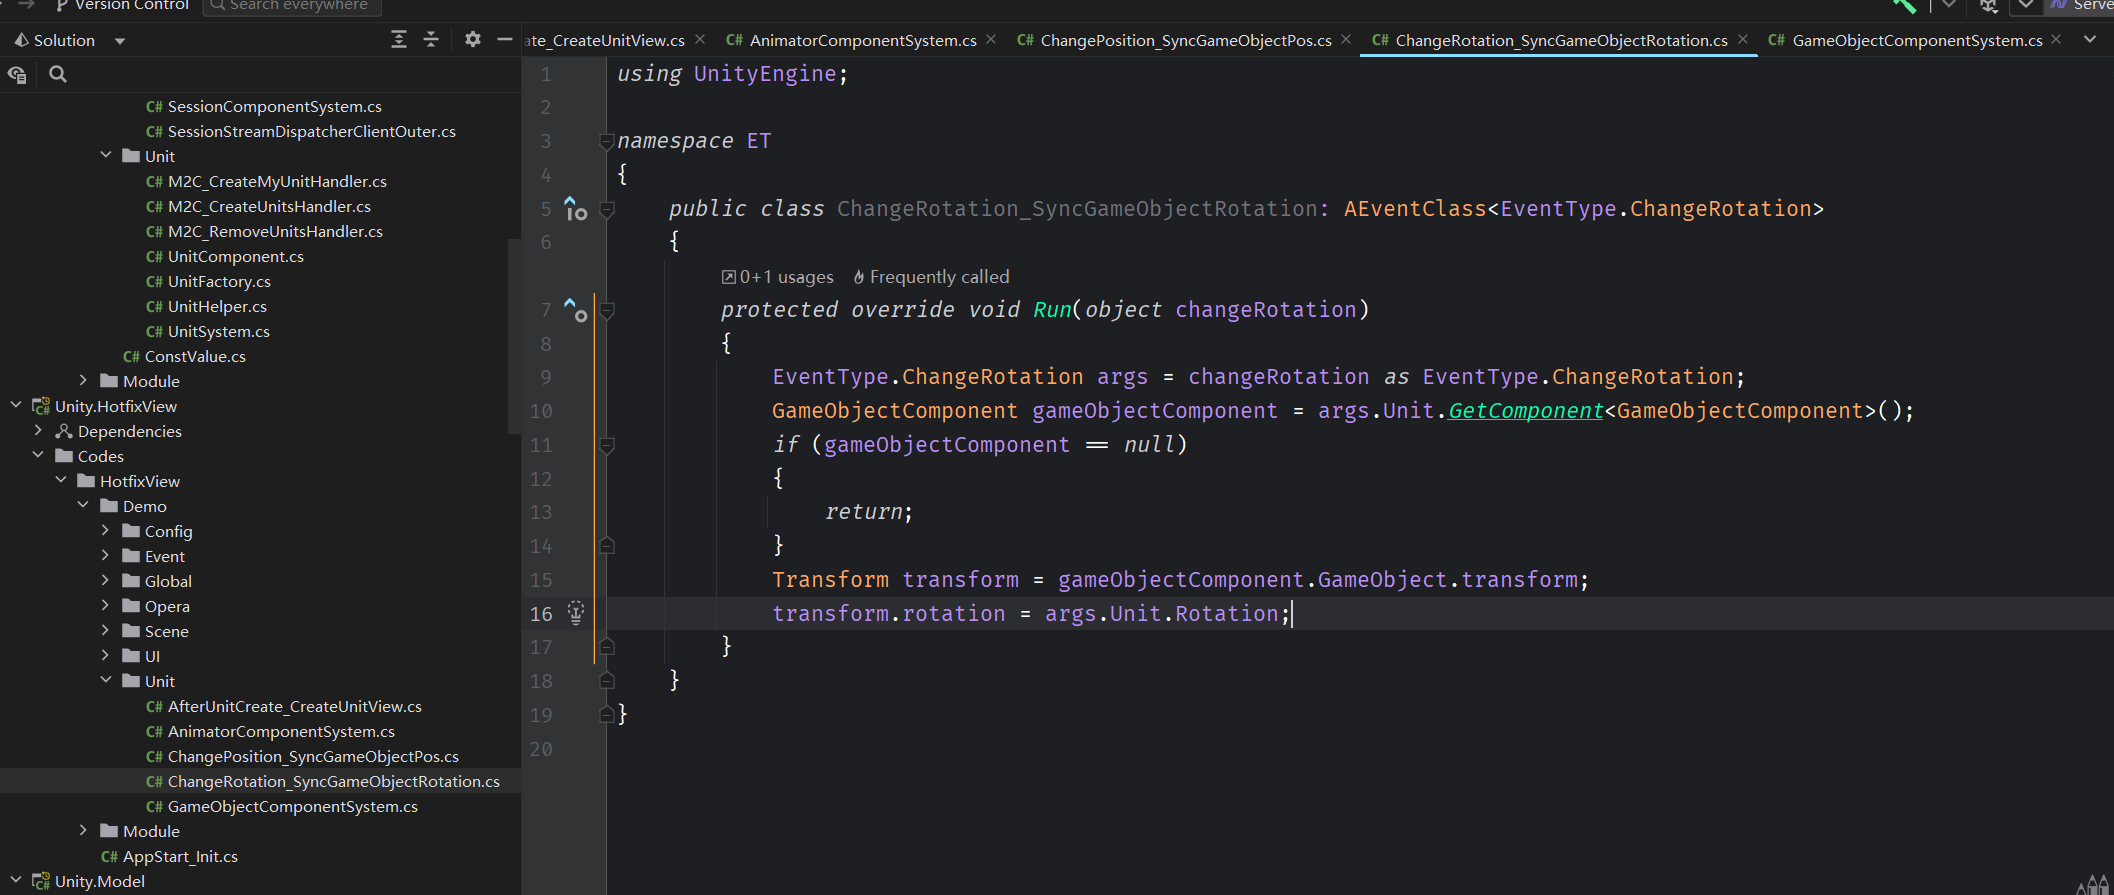 Version Control
Search everywhere
Serve
Solution
ate_CreateUnitView.cs
C# AnimatorComponentSystem.cs
C# ChangePosition_SyncGameObjectPos.cs
C# ChangeRotation_SyncGameObjectRotation.cs
C# GameObjectComponentSystem.cs
C# SessionComponentSystem.cs
C# SessionStreamDispatcherClientOuter.cs
Unit
C# M2C_CreateMyUnitHandler.cs
C# M2C_CreateUnitsHandler.cs
C# M2C_RemoveUnitsHandler.cs
C# UnitComponent.cs
C# UnitFactory.cs
C# UnitHelper.cs
C# UnitSystem.cs
C# ConstValue.cs
Module
C# Unity.HotfixView
Dependencies
Codes
HotfixView
Demo
Config
Event
Global
Opera
Scene
UI
Unit
C# AfterUnitCreate_CreateUnitView.cs
C# AnimatorComponentSystem.cs
C# ChangePosition_SyncGameObjectPos.cs
C# ChangeRotation_SyncGameObjectRotation.cs
C# GameObjectComponentSystem.cs
Module
C# AppStart_Init.cs
C# Unity.Model
1 using UnityEngine;
2
3 namespace ET
4 {
5 public class ChangeRotation_SyncGameObjectRotation: AEventClass<EventType.ChangeRotation>
6 {
0+1 usages Frequently called
7 protected override void Run(object changeRotation)
8 {
9 EventType.ChangeRotation args = changeRotation as EventType.ChangeRotation;
10 GameObjectComponent gameObjectComponent = args.Unit.GetComponent<GameObjectComponent>();
11 if (gameObjectComponent == null)
12 {
13 return;
14 }
15 Transform transform = gameObjectComponent.GameObject.transform;
16 transform.rotation = args.Unit.Rotation;
17 }
18 }
19 }
20